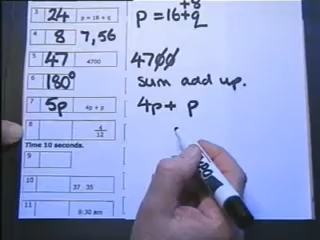 +8
3 24 p = 16 + q p = 16 + q
4 8 7,56
5 47 4700 4700
6 180° sum add up.
7 5p 4p + p 4p + p
8 4/12
Time 10 seconds.
9
10 37 35
11 8:30 am